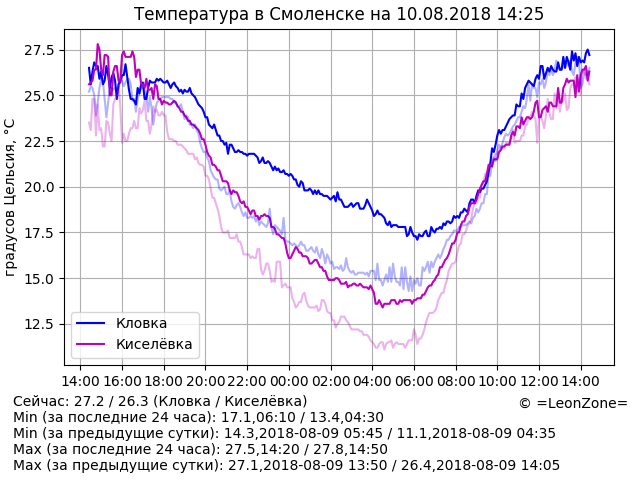 Температура в Смоленске на 10.08.2018 14:25
градусов Цельсия, °C
27.5
25.0
22.5
20.0
17.5
15.0
12.5
Кловка
Киселёвка
14:00 16:00 18:00 20:00 22:00 00:00 02:00 04:00 06:00 08:00 10:00 12:00 14:00
Сейчас: 27.2 / 26.3 (Кловка / Киселёвка)
© =LeonZone=
Min (за последние 24 часа): 17.1,06:10 / 13.4,04:30
Min (за предыдущие сутки): 14.3,2018-08-09 05:45 / 11.1,2018-08-09 04:35
Max (за последние 24 часа): 27.5,14:20 / 27.8,14:50
Max (за предыдущие сутки): 27.1,2018-08-09 13:50 / 26.4,2018-08-09 14:05